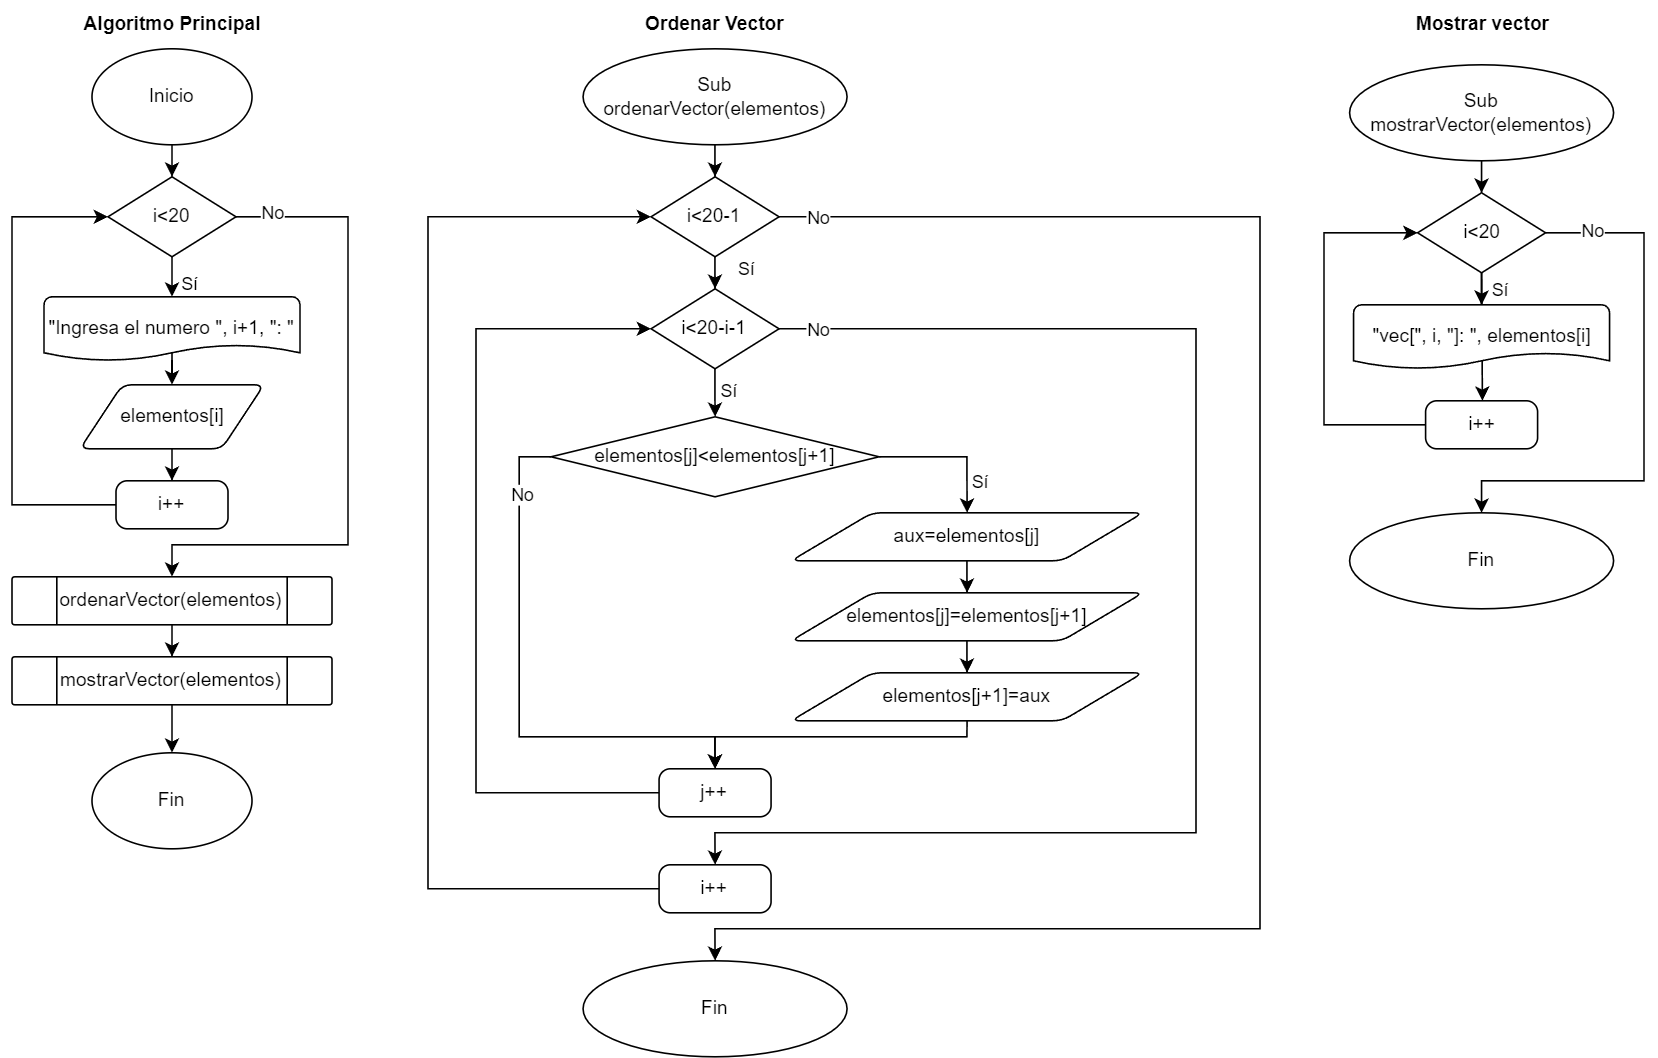 Algoritmo Principal
Inicio
i<20
No
Sí
"Ingresa el numero ", i+1, ": "
elementos[i]
i++
ordenarVector(elementos)
mostrarVector(elementos)
Fin
Ordenar Vector
Sub
ordenarVector(elementos)
i<20-1
No
Sí
i<20-i-1
No
Sí
elementos[j]<elementos[j+1]
No
Sí
aux=elementos[j]
elementos[j]=elementos[j+1]
elementos[j+1]=aux
j++
i++
Fin
Mostrar vector
Sub
mostrarVector(elementos)
i<20
No
Sí
"vec[", i, "]: ", elementos[i]
i++
Fin